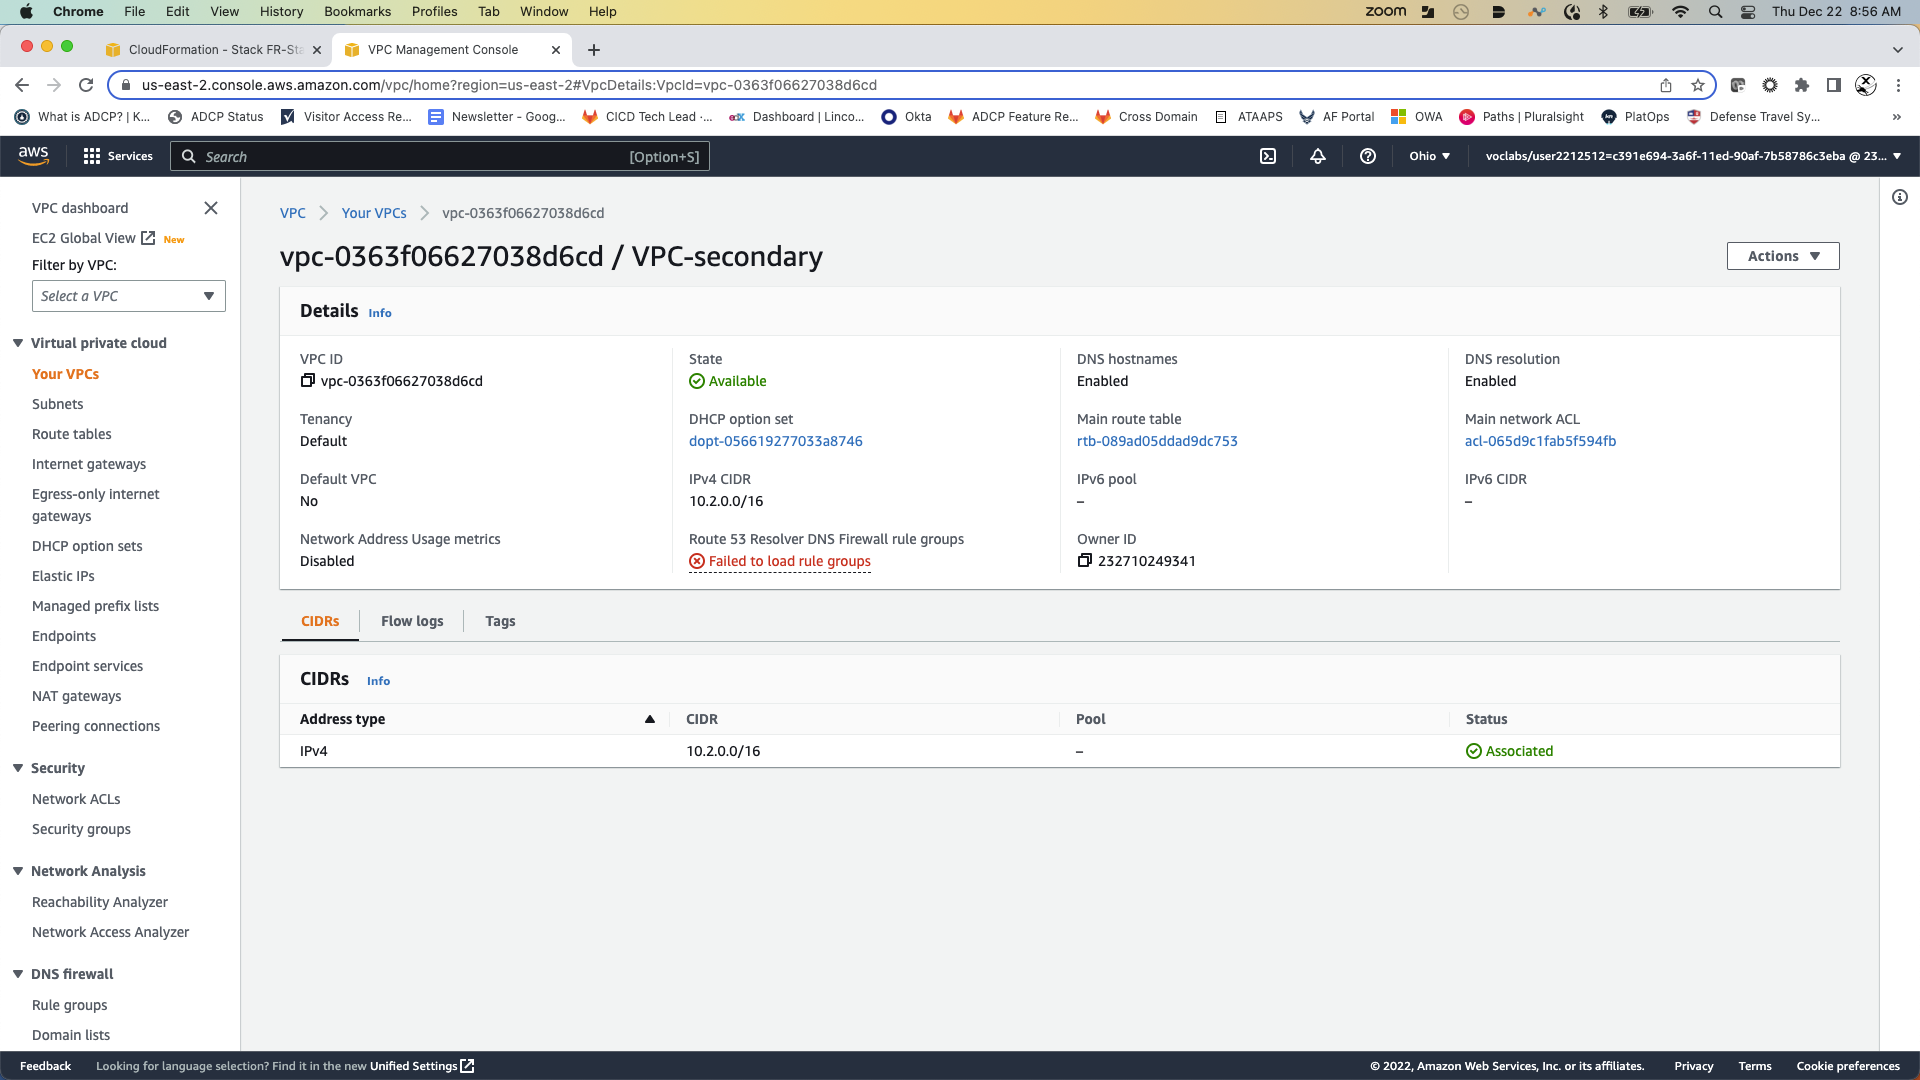 Chrome File Edit View History Bookmarks Profiles Tab Window Help zoom Thu Dec 22 8:56 AM
CloudFormation - Stack FR-Sta VPC Management Console
us-east-2.console.aws.amazon.com/vpc/home?region=us-east-2#VpcDetails:VpcId=vpc-0363f06627038d6cd
What is ADCP? | K... ADCP Status Visitor Access Re... Newsletter - Goog... CICD Tech Lead ·... Dashboard | Linco... Okta ADCP Feature Re... Cross Domain ATAAPS AF Portal OWA Paths | Pluralsight PlatOps Defense Travel Sy... »
aws Services Search [Option+S] Ohio voclabs/user2212512=c391e694-3a6f-11ed-90af-7b58786c3eba @ 23...
VPC dashboard
EC2 Global View New
Filter by VPC:
Select a VPC
Virtual private cloud
Your VPCs
Subnets
Route tables
Internet gateways
Egress-only internet
gateways
DHCP option sets
Elastic IPs
Managed prefix lists
Endpoints
Endpoint services
NAT gateways
Peering connections
Security
Network ACLs
Security groups
Network Analysis
Reachability Analyzer
Network Access Analyzer
DNS firewall
Rule groups
Domain lists
VPC Your VPCs vpc-0363f06627038d6cd
vpc-0363f06627038d6cd / VPC-secondary
Actions
Details Info
VPC ID State DNS hostnames DNS resolution
vpc-0363f06627038d6cd Available Enabled Enabled
Tenancy DHCP option set Main route table Main network ACL
Default dopt-056619277033a8746 rtb-089ad05ddad9dc753 acl-065d9c1fab5f594fb
Default VPC IPv4 CIDR IPv6 pool IPv6 CIDR
No 10.2.0.0/16 – –
Network Address Usage metrics Route 53 Resolver DNS Firewall rule groups Owner ID
Disabled Failed to load rule groups 232710249341
CIDRs Flow logs Tags
CIDRs Info
Address type CIDR Pool Status
IPv4 10.2.0.0/16 – Associated
Feedback Looking for language selection? Find it in the new Unified Settings © 2022, Amazon Web Services, Inc. or its affiliates. Privacy Terms Cookie preferences